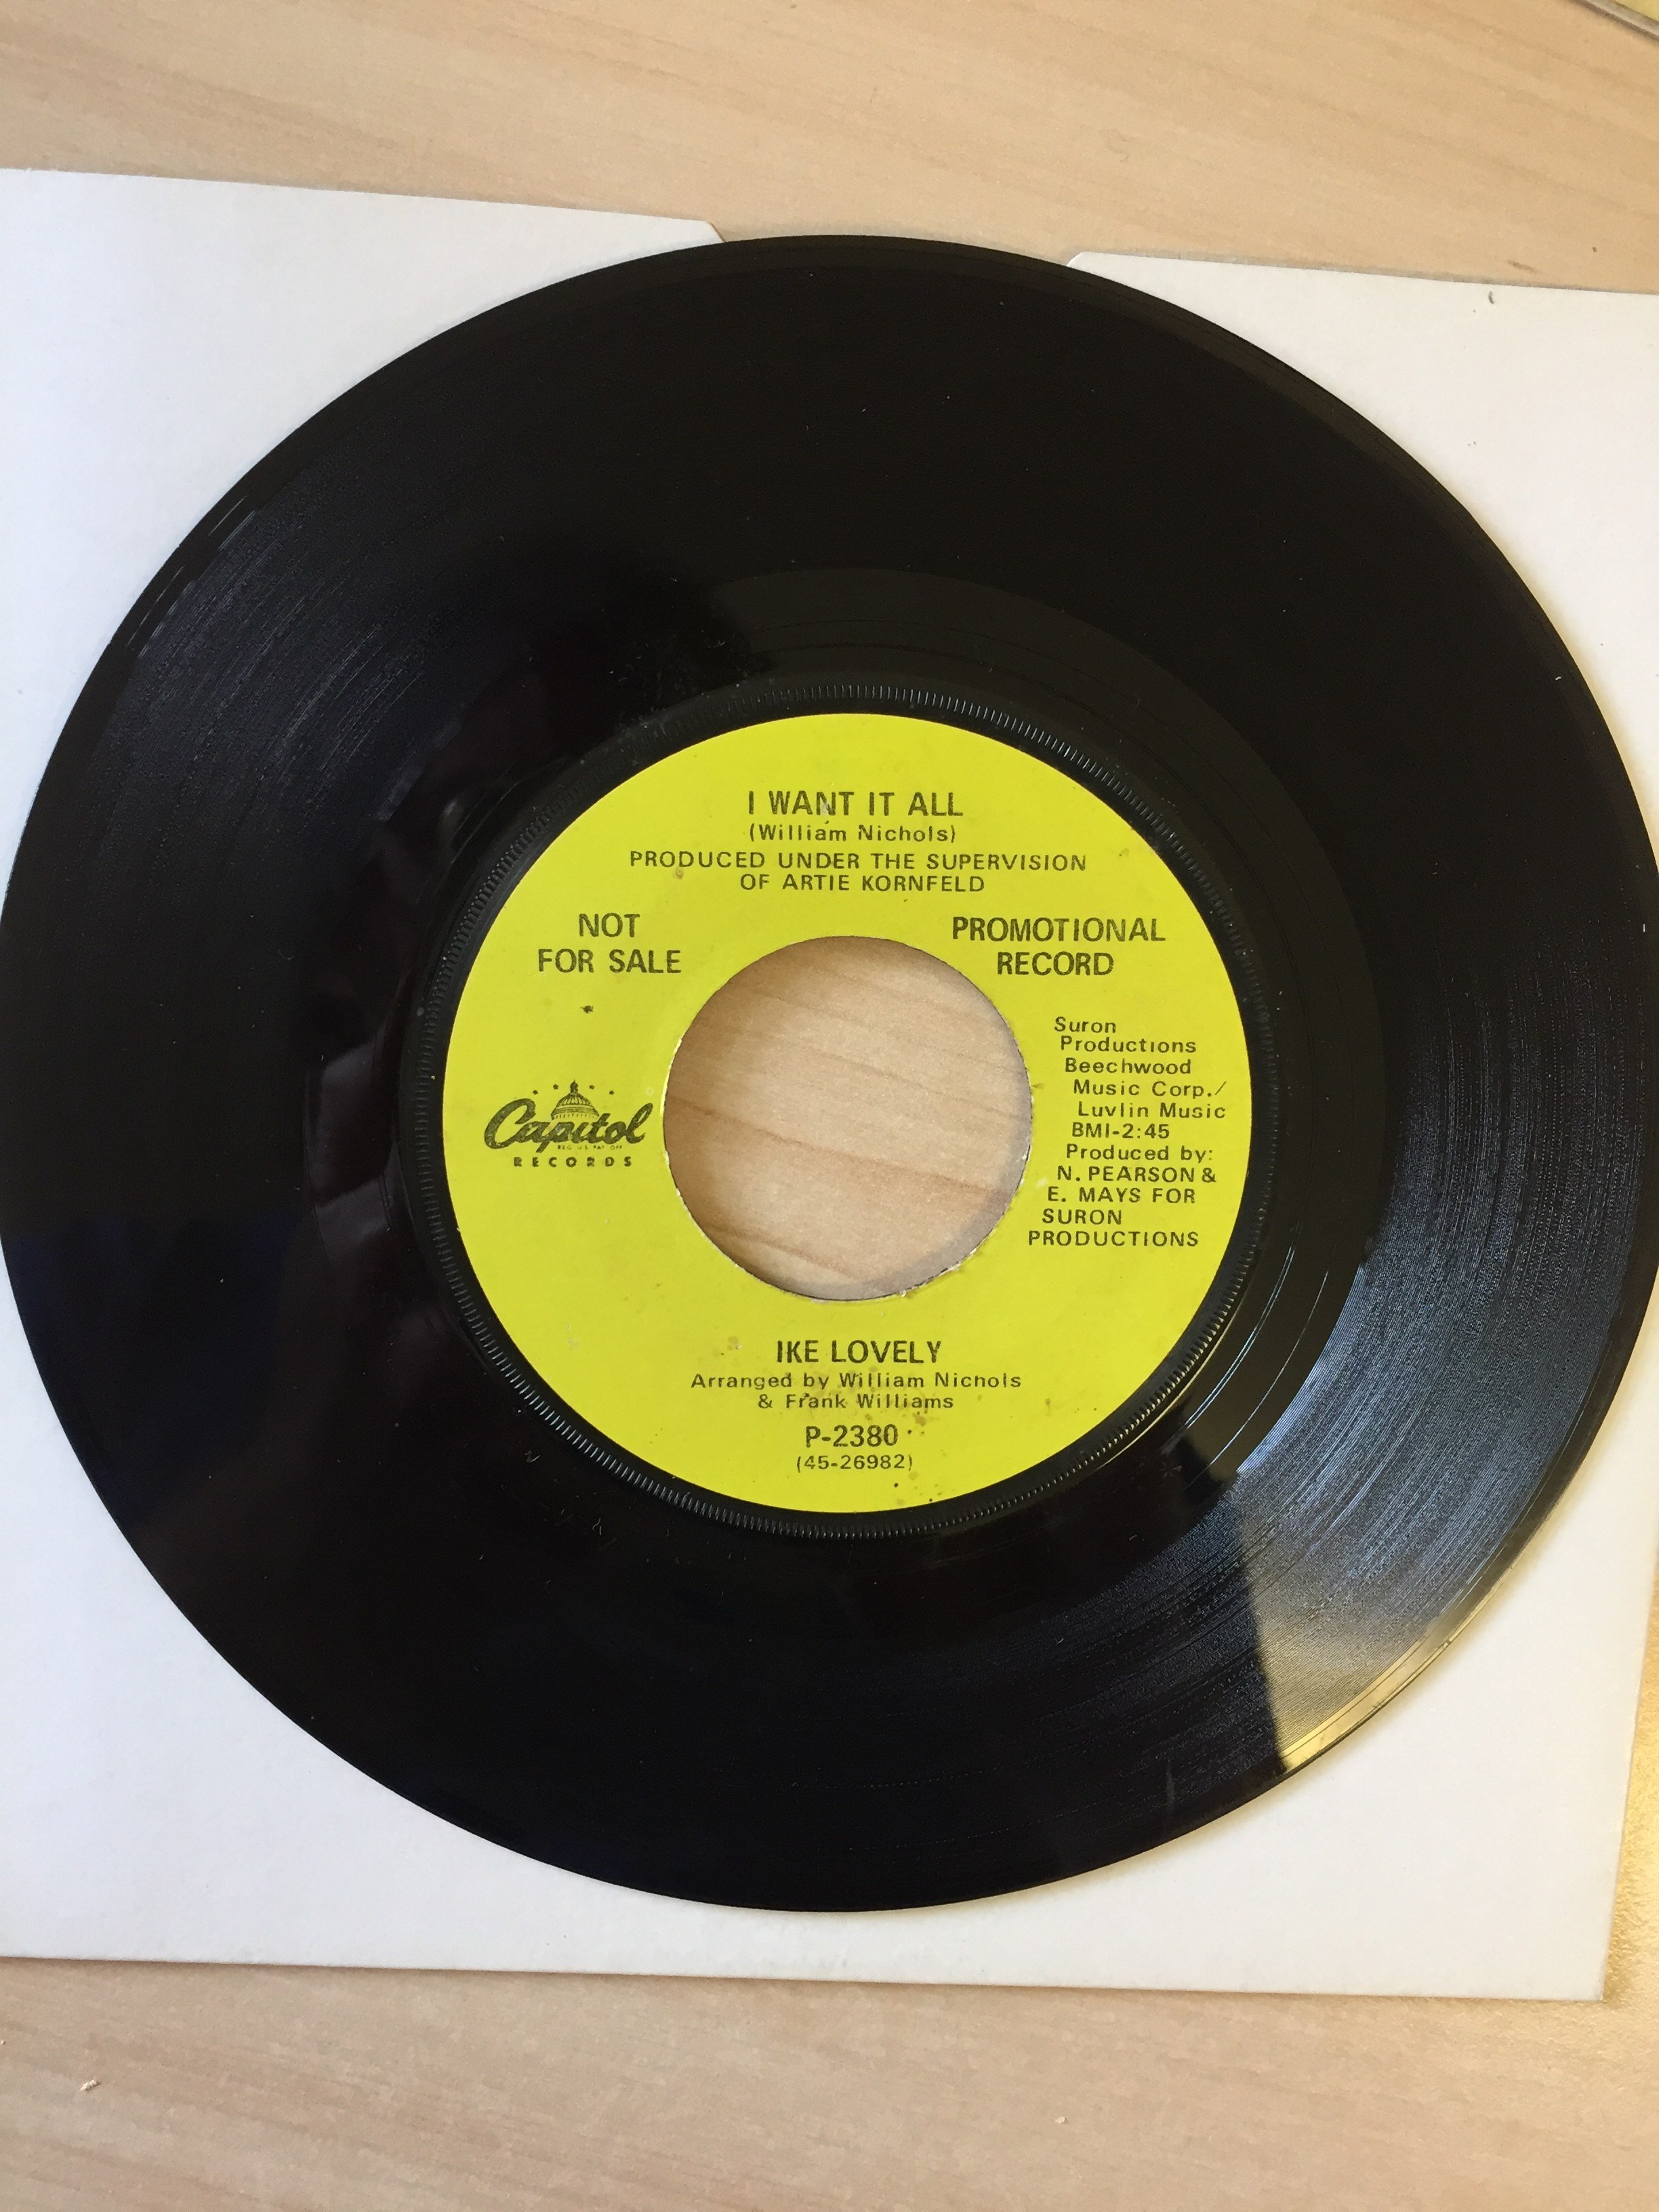 I WANT IT ALL
(William Nichols)
PRODUCED UNDER THE SUPERVISION
OF ARTIE KORNFELD
NOT
FOR SALE
PROMOTIONAL
RECORD
Capitol
RECORDS
Suron
Productions
Beechwood
Music Corp./
Luvlin Music
BMI-2:45
Produced by:
N. PEARSON &
E. MAYS FOR
SURON
PRODUCTIONS
IKE LOVELY
Arranged by William Nichols
& Frank Williams
P-2380
(45-26982)